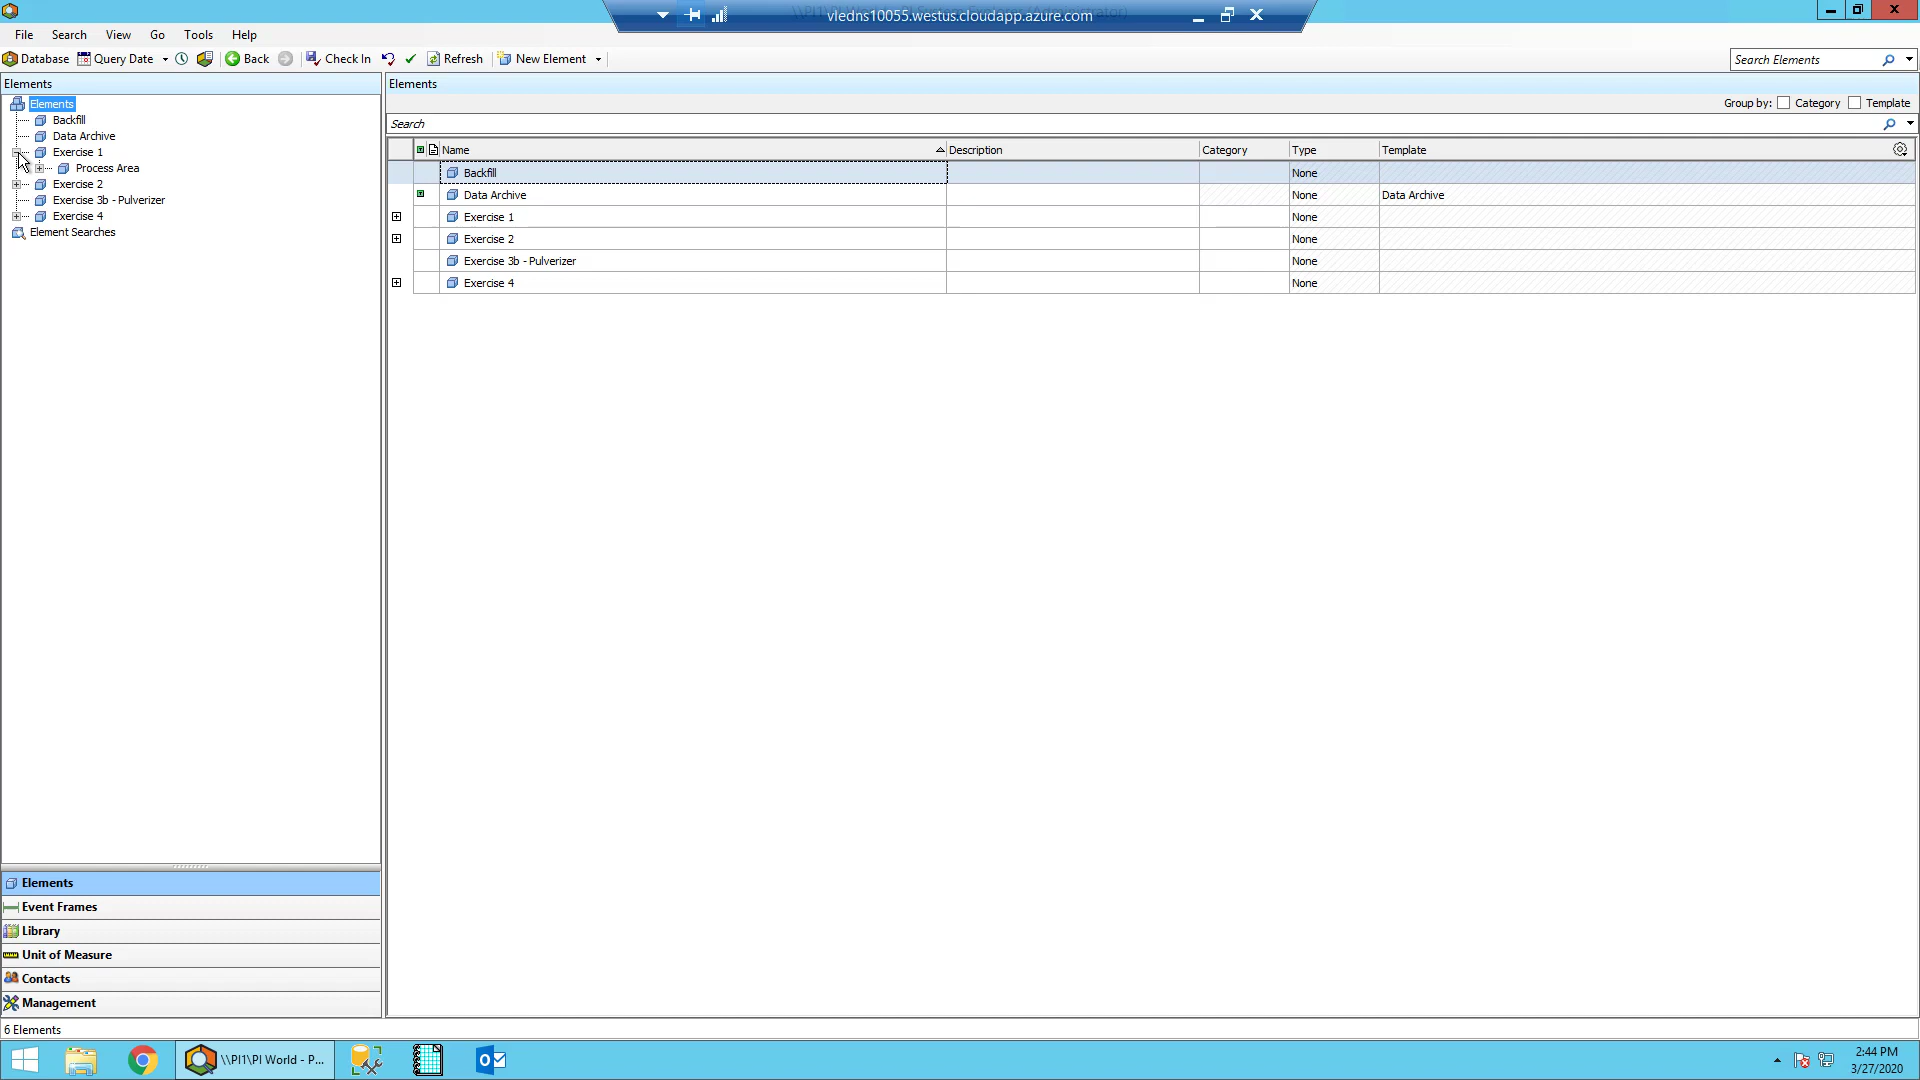 vledns10055.westus.cloudapp.azure.com
File Search View Go Tools Help
Database Query Date Back Check In Refresh New Element Search Elements
Elements
Elements
Backfill
Data Archive
Exercise 1
Process Area
Exercise 2
Exercise 3b - Pulverizer
Exercise 4
Element Searches
Elements
Group by: Category Template
Search
Name Description Category Type Template
Backfill None
Data Archive None Data Archive
Exercise 1 None
Exercise 2 None
Exercise 3b - Pulverizer None
Exercise 4 None
Elements
Event Frames
Library
Unit of Measure
Contacts
Management
6 Elements
\\PI1\PI World - P...
2:44 PM
3/27/2020